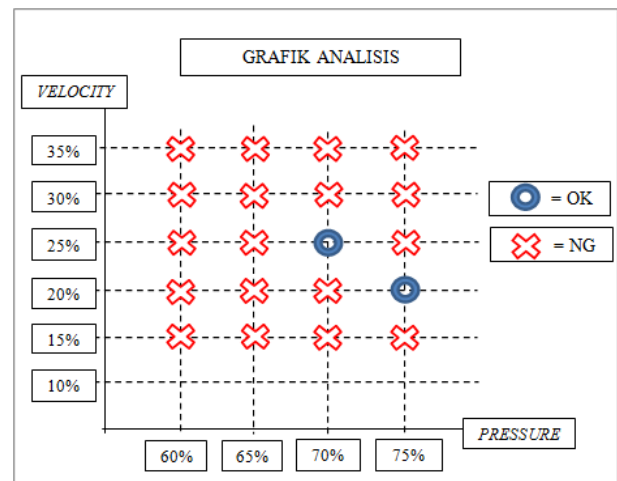 GRAFIK ANALISIS
VELOCITY
35%
30%
25%
20%
15%
10%
= OK
= NG
60% 65% 70% 75%
PRESSURE